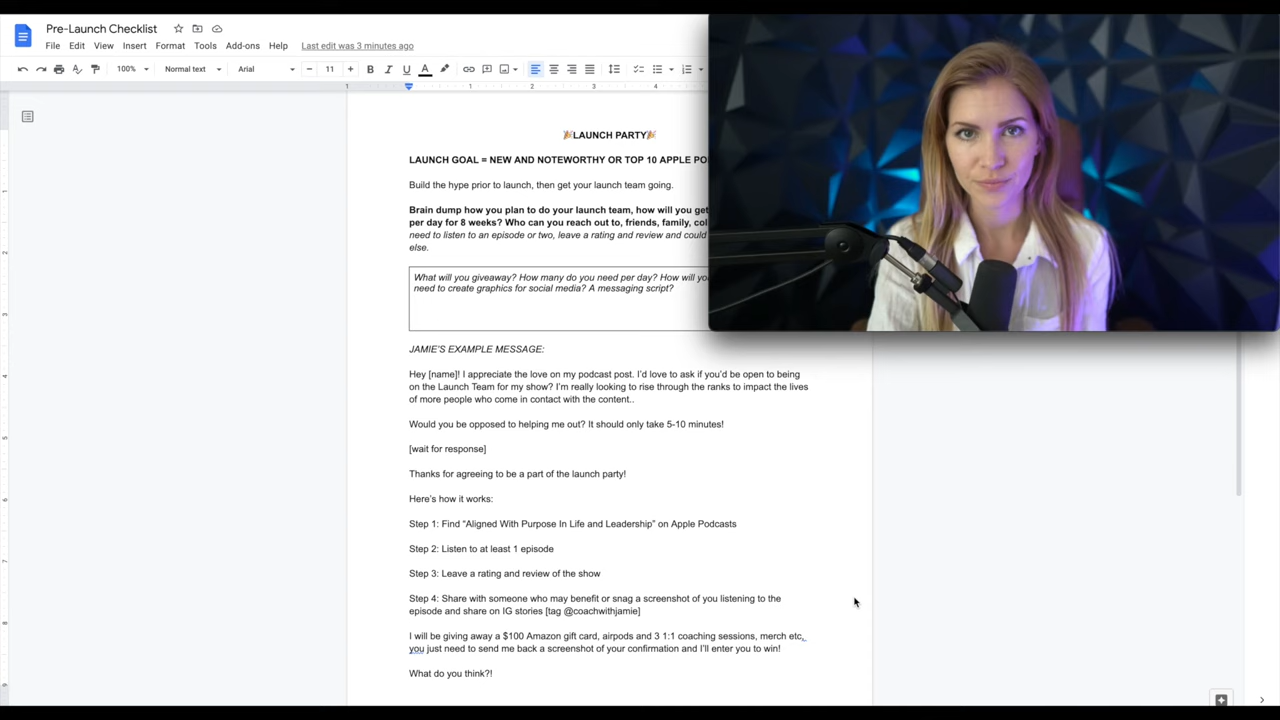 Pre-Launch Checklist
File Edit View Insert Format Tools Add-ons Help Last edit was 3 minutes ago
100% Normal text Arial 11 B I U A
1 1 2 3 4
🎉LAUNCH PARTY🎉
LAUNCH GOAL = NEW AND NOTEWORTHY OR TOP 10 APPLE
Build the hype prior to launch, then get your launch team going.
Brain dump how you plan to do your launch team, how will you get
per day for 8 weeks? Who can you reach out to, friends, family,
need to listen to an episode or two, leave a rating and review and could
else.
What will you giveaway? How many do you need per day? How will
need to create graphics for social media? A messaging script?
JAMIE'S EXAMPLE MESSAGE:
Hey [name]! I appreciate the love on my podcast post. I'd love to ask if you'd be open to being
on the Launch Team for my show? I'm really looking to rise through the ranks to impact the lives
of more people who come in contact with the content..
Would you be opposed to helping me out? It should only take 5-10 minutes!
[wait for response]
Thanks for agreeing to be a part of the launch party!
Here's how it works:
Step 1: Find “Aligned With Purpose In Life and Leadership” on Apple Podcasts
Step 2: Listen to at least 1 episode
Step 3: Leave a rating and review of the show
Step 4: Share with someone who may benefit or snag a screenshot of you listening to the
episode and share on IG stories [tag @coachwithjamie]
I will be giving away a $100 Amazon gift card, airpods and 3 1:1 coaching sessions, merch etc,
you just need to send me back a screenshot of your confirmation and I'll enter you to win!
What do you think?!